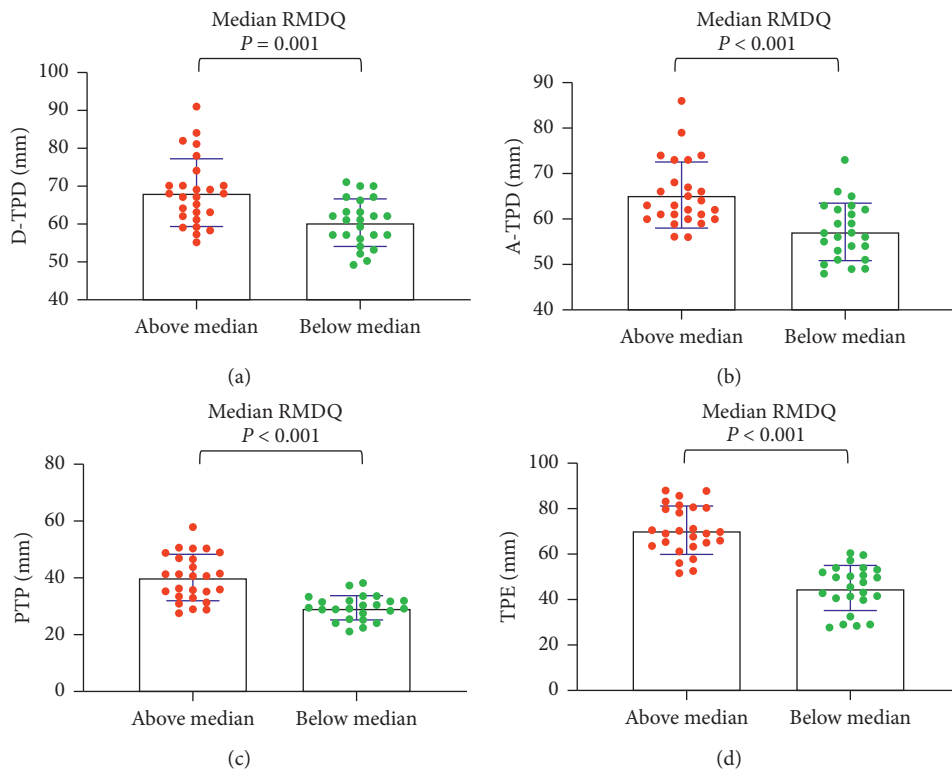 Median RMDQ
P = 0.001
100
90
80
70
60
50
40
D-TPD (mm)
Above median
Below median
(a)
Median RMDQ
P < 0.001
90
80
70
60
50
40
A-TPD (mm)
Above median
Below median
(b)
Median RMDQ
P < 0.001
80
60
40
20
0
PTP (mm)
Above median
Below median
(c)
Median RMDQ
P < 0.001
100
80
60
40
20
0
TPE (mm)
Above median
Below median
(d)